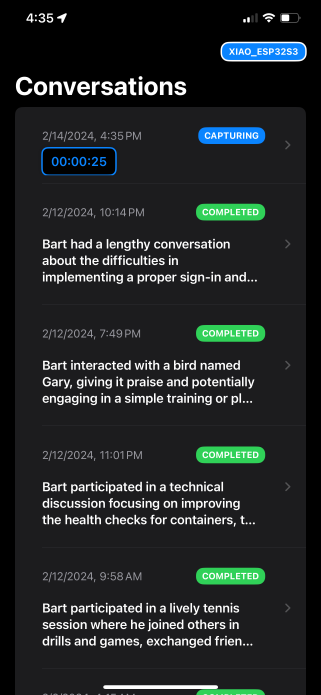 4:35
XIAO_ESP32S3
Conversations
2/14/2024, 4:35 PM
CAPTURING
00:00:25
2/12/2024, 10:14 PM
COMPLETED
Bart had a lengthy conversation
about the difficulties in
implementing a proper sign-in and...
2/12/2024, 7:49 PM
COMPLETED
Bart interacted with a bird named
Gary, giving it praise and potentially
engaging in a simple training or pl...
2/12/2024, 11:01 PM
COMPLETED
Bart participated in a technical
discussion focusing on improving
the health checks for containers, t...
2/12/2024, 9:58 AM
COMPLETED
Bart participated in a lively tennis
session where he joined others in
drills and games, exchanged frien...